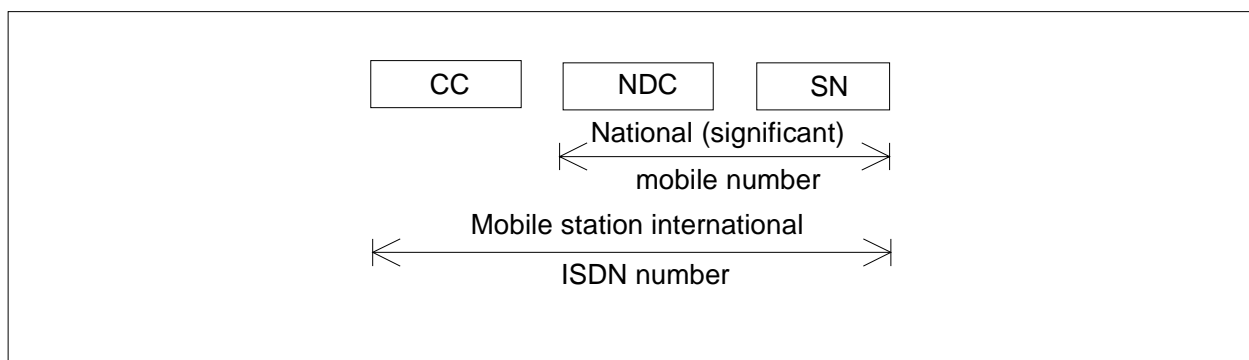 CC NDC SN
National (significant)
mobile number
Mobile station international
ISDN number